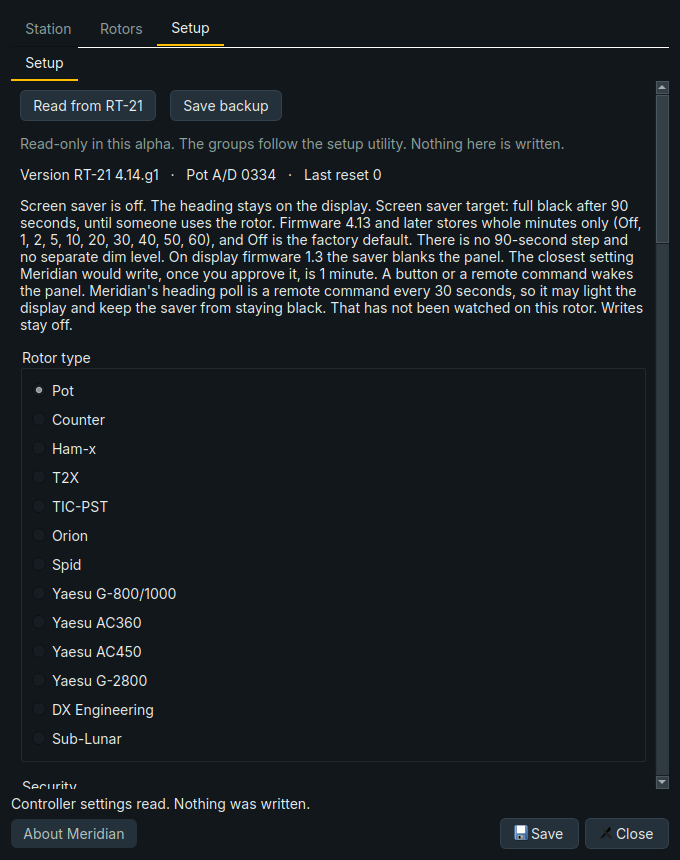 Station Rotors Setup
Setup
Read from RT-21 Save backup
Read-only in this alpha. The groups follow the setup utility. Nothing here is written.
Version RT-21 4.14.g1 · Pot A/D 0334 · Last reset 0
Screen saver is off. The heading stays on the display. Screen saver target: full black after 90
seconds, until someone uses the rotor. Firmware 4.13 and later stores whole minutes only (Off,
1, 2, 5, 10, 20, 30, 40, 50, 60), and Off is the factory default. There is no 90-second step and
no separate dim level. On display firmware 1.3 the saver blanks the panel. The closest setting
Meridian would write, once you approve it, is 1 minute. A button or a remote command wakes
the panel. Meridian's heading poll is a remote command every 30 seconds, so it may light the
display and keep the saver from staying black. That has not been watched on this rotor. Writes
stay off.
Rotor type
Pot
Counter
Ham-x
T2X
TIC-PST
Orion
Spid
Yaesu G-800/1000
Yaesu AC360
Yaesu AC450
Yaesu G-2800
DX Engineering
Sub-Lunar
Security
Controller settings read. Nothing was written.
About Meridian Save Close